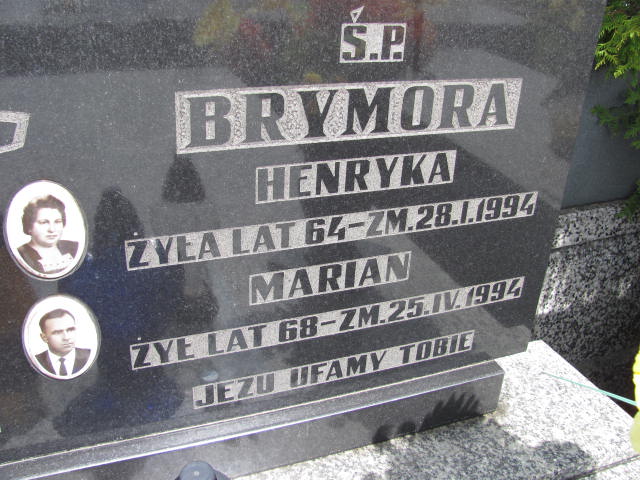 Ś.P.
BRYMORA
HENRYKA
ŻYŁA LAT 64-ZM.28.I.1994
MARIAN
ŻYŁ LAT 68-ZM.25.IV.1994
JEZU UFAMY TOBIE